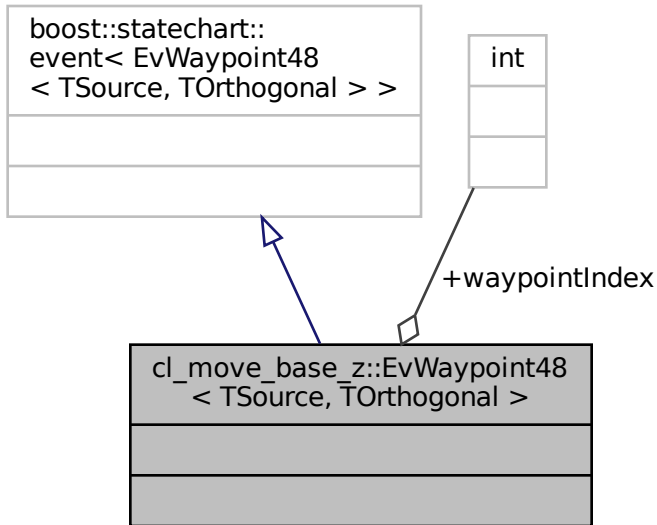 boost::statechart::
event< EvWaypoint48
< TSource, TOrthogonal > >
int
+waypointIndex
cl_move_base_z::EvWaypoint48
< TSource, TOrthogonal >